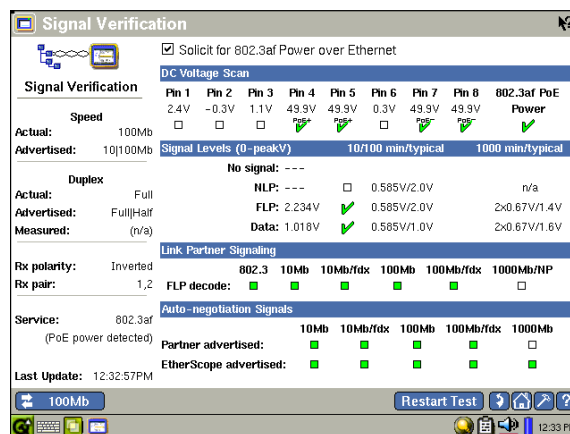 Signal Verification
Solicit for 802.3af Power over Ethernet
Signal Verification
Speed
Actual: 100Mb
Advertised: 10|100Mb
Duplex
Actual: Full
Advertised: Full|Half
Measured: (n/a)
Rx polarity: Inverted
Rx pair: 1,2
Service: 802.3af
(PoE power detected)
Last Update: 12:32:57PM
DC Voltage Scan
Pin 1 Pin 2 Pin 3 Pin 4 Pin 5 Pin 6 Pin 7 Pin 8 802.3af PoE
2.4V -0.3V 1.1V 49.9V 49.9V 0.3V 49.9V 49.9V Power
PoE+ PoE+ PoE- PoE-
Signal Levels (0-peakV) 10/100 min/typical 1000 min/typical
No signal: ---
NLP: --- 0.585V/2.0V n/a
FLP: 2.234V 0.585V/2.0V 2x0.67V/1.4V
Data: 1.018V 0.585V/1.0V 2x0.67V/1.6V
Link Partner Signaling
802.3 10Mb 10Mb/fdx 100Mb 100Mb/fdx 1000Mb/NP
FLP decode:
Auto-negotiation Signals
10Mb 10Mb/fdx 100Mb 100Mb/fdx 1000Mb
Partner advertised:
EtherScope advertised:
100Mb Restart Test ?
12:33 P